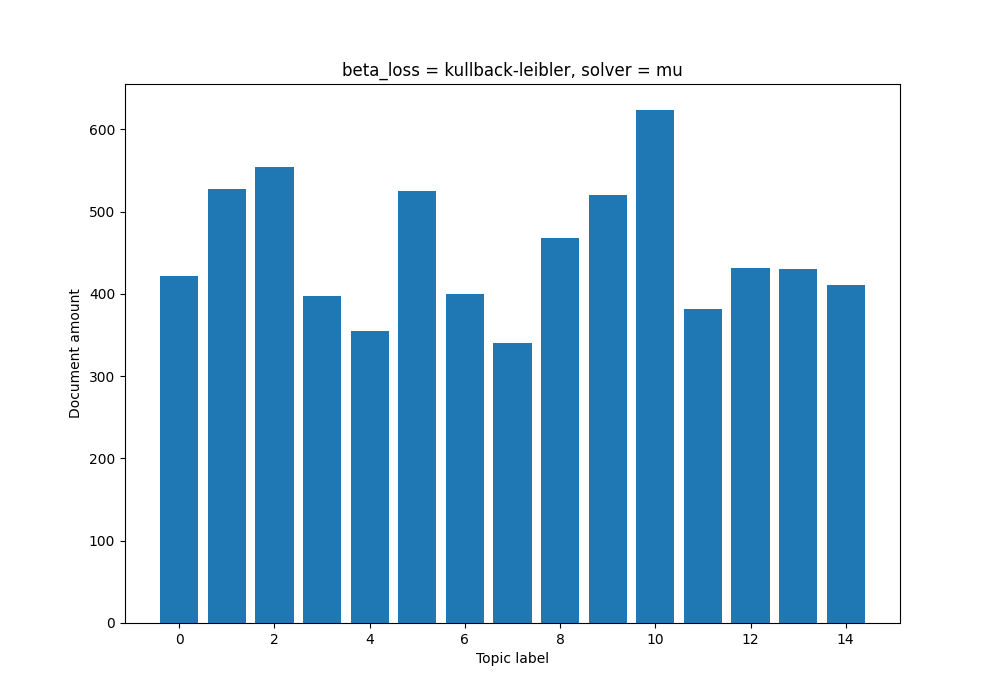 beta_loss = kullback-leibler, solver = mu
600
500
400
300
200
100
0
Document amount
0 2 4 6 8 10 12 14
Topic label